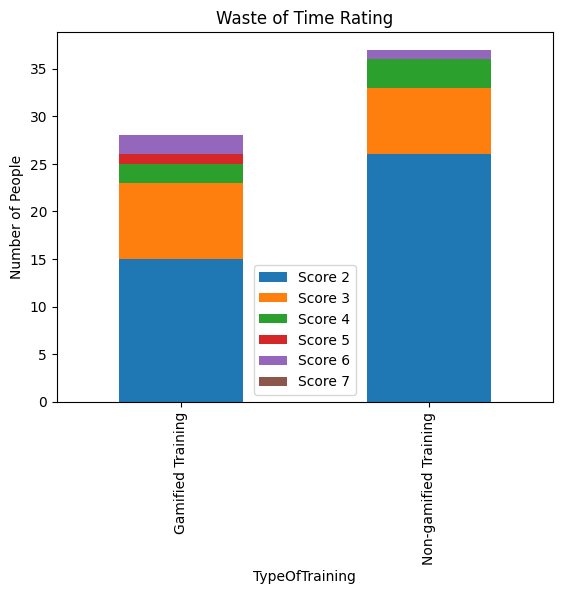 Waste of Time Rating
Number of People
35
30
25
20
15
10
5
0
Score 2
Score 3
Score 4
Score 5
Score 6
Score 7
Gamified Training
Non-gamified Training
TypeOfTraining